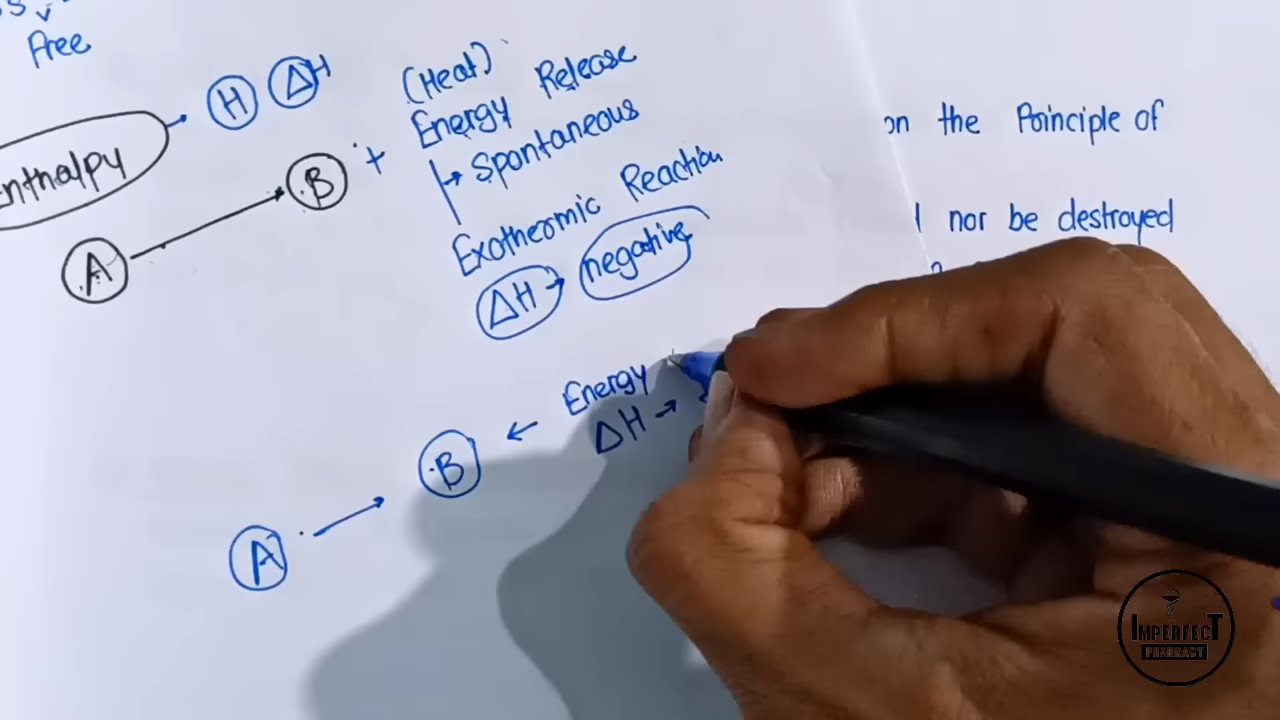 Free
Enthalpy
H ΔH
A → B + (Heat)
Energy Release
↳ Spontaneous
Exothermic Reaction
ΔH → negative
on the Principle of
nor be destroyed
A → B ← Energy
ΔH →
IMPERFECT
PHARMACY